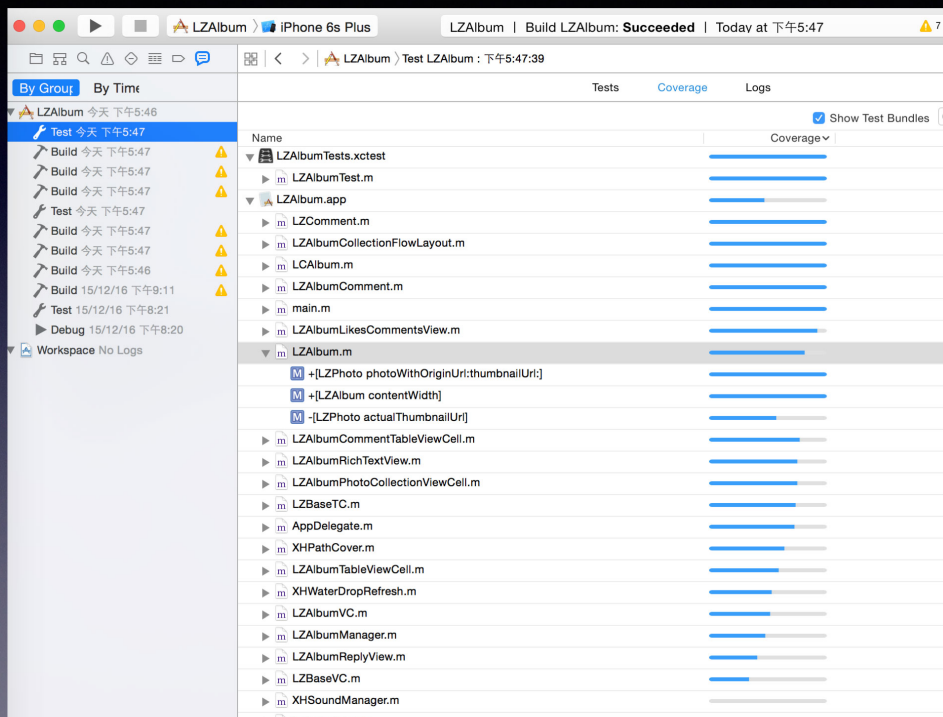 LZAlbum 〉 iPhone 6s Plus
LZAlbum | Build LZAlbum: Succeeded | Today at 下午5:47
7
LZAlbum 〉 Test LZAlbum : 下午5:47:39
By Group By Time
Tests Coverage Logs
Show Test Bundles
Name Coverage
LZAlbum 今天 下午5:46
Test 今天 下午5:47
Build 今天 下午5:47
Build 今天 下午5:47
Build 今天 下午5:47
Test 今天 下午5:47
Build 今天 下午5:47
Build 今天 下午5:47
Build 今天 下午5:46
Build 15/12/16 下午9:11
Test 15/12/16 下午8:21
Debug 15/12/16 下午8:20
Workspace No Logs
LZAlbumTests.xctest
m LZAlbumTest.m
LZAlbum.app
m LZComment.m
m LZAlbumCollectionFlowLayout.m
m LCAlbum.m
m LZAlbumComment.m
m main.m
m LZAlbumLikesCommentsView.m
m LZAlbum.m
M +[LZPhoto photoWithOriginUrl:thumbnailUrl:]
M +[LZAlbum contentWidth]
M -[LZPhoto actualThumbnailUrl]
m LZAlbumCommentTableViewCell.m
m LZAlbumRichTextView.m
m LZAlbumPhotoCollectionViewCell.m
m LZBaseTC.m
m AppDelegate.m
m XHPathCover.m
m LZAlbumTableViewCell.m
m XHWaterDropRefresh.m
m LZAlbumVC.m
m LZAlbumManager.m
m LZAlbumReplyView.m
m LZBaseVC.m
m XHSoundManager.m